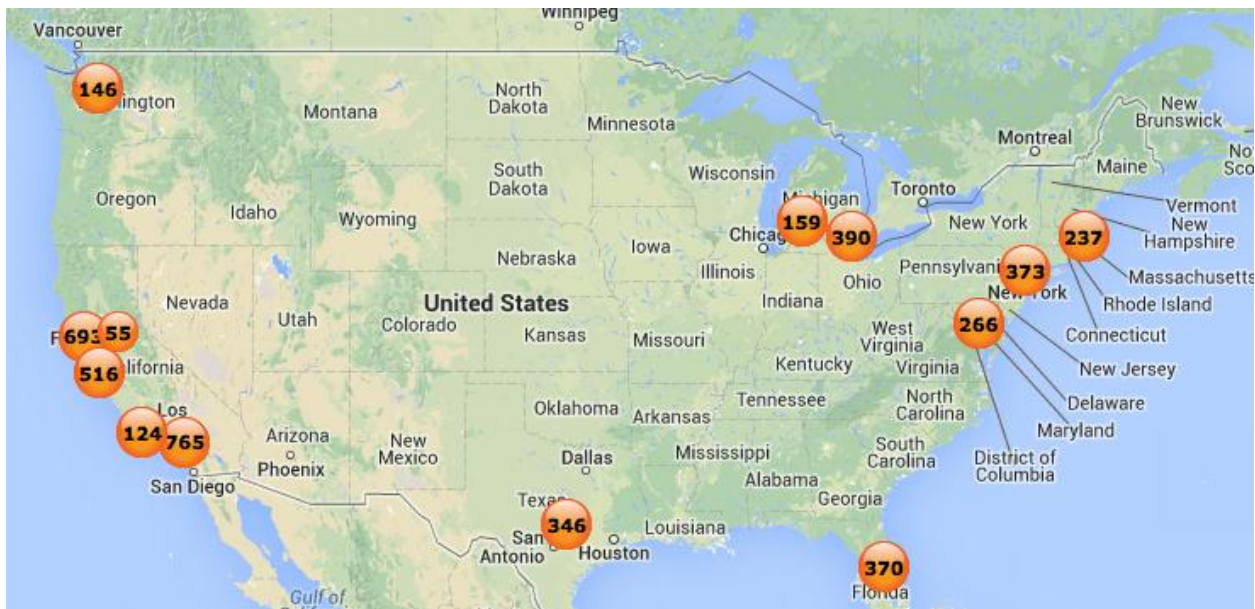 Winnipeg
Vancouver
146
Washington
Montana
North
Dakota
Minnesota
Montreal
New
Brunswick
Maine
South
Dakota
Wisconsin
Michigan
Toronto
Oregon
Idaho
Wyoming
Vermont
New York
New
Hampshire
159
390
237
Chicago
Iowa
Nebraska
Illinois
Ohio
Pennsylvania
373
Massachusetts
New York
Rhode Island
Indiana
Nevada
United States
Utah
Colorado
Kansas
Missouri
West
Virginia
266
Connecticut
693
55
516
California
Kentucky
Virginia
New Jersey
Delaware
Maryland
District of
Columbia
Tennessee
North
Carolina
Oklahoma
Arkansas
Los
124
765
Arizona
Phoenix
New
Mexico
San Diego
Dallas
Mississippi
Alabama
South
Carolina
Georgia
Texas
346
San
Antonio
Houston
Louisiana
370
Florida
Gulf of